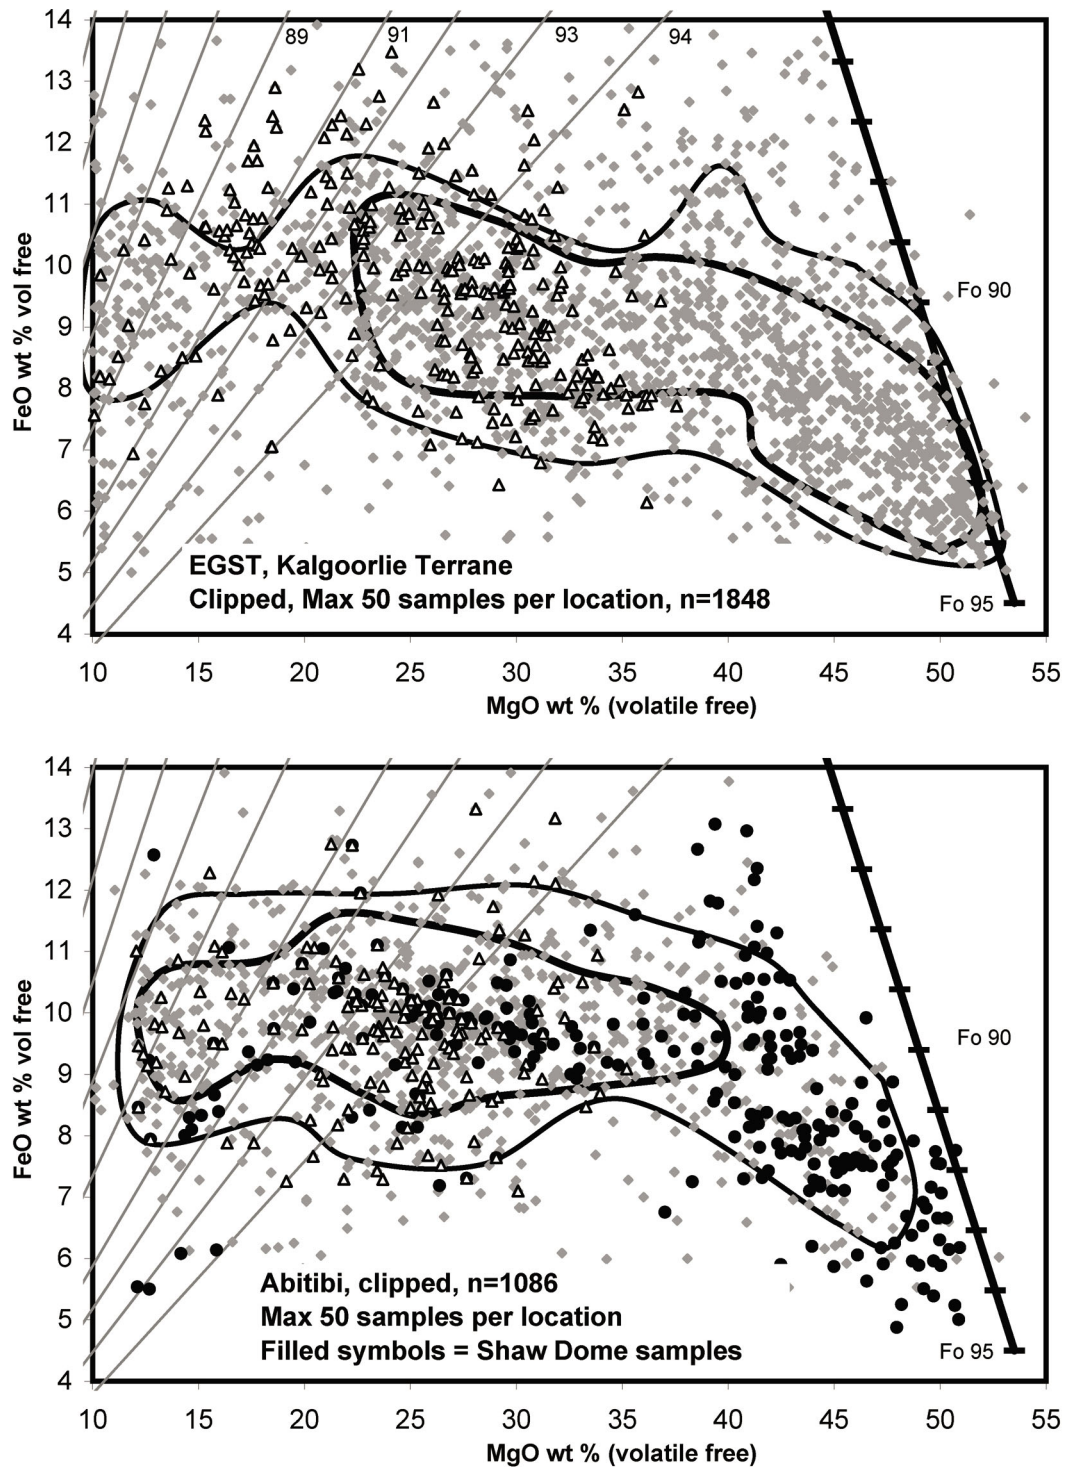 14
13
12
11
10
9
8
7
6
5
4
FeO wt % vol free
89
91
93
94
Fo 90
Fo 95
EGST, Kalgoorlie Terrane
Clipped, Max 50 samples per location, n=1848
10 15 20 25 30 35 40 45 50 55
MgO wt % (volatile free)
14
13
12
11
10
9
8
7
6
5
4
FeO wt % vol free
Fo 90
Fo 95
Abitibi, clipped, n=1086
Max 50 samples per location
Filled symbols = Shaw Dome samples
10 15 20 25 30 35 40 45 50 55
MgO wt % (volatile free)